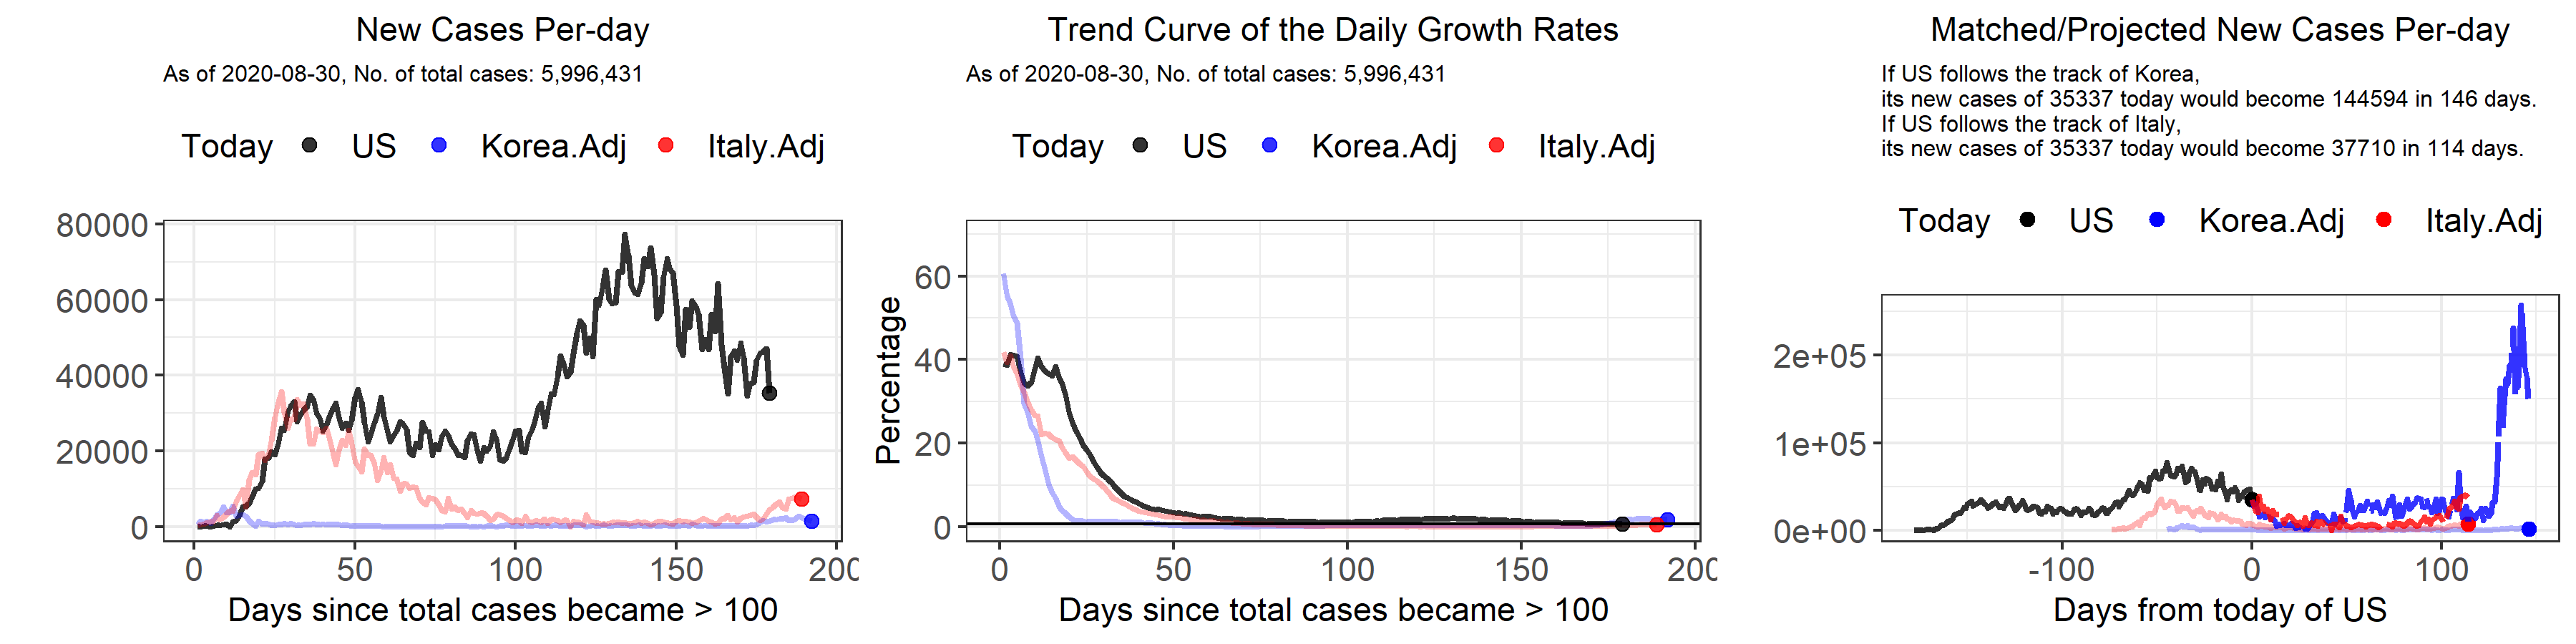 New Cases Per-day
As of 2020-08-30, No. of total cases: 5,996,431
Today US Korea.Adj Italy.Adj
80000
60000
40000
20000
0
0 50 100 150 200
Days since total cases became > 100
Trend Curve of the Daily Growth Rates
As of 2020-08-30, No. of total cases: 5,996,431
Today US Korea.Adj Italy.Adj
Percentage
60
40
20
0
0 50 100 150 200
Days since total cases became > 100
Matched/Projected New Cases Per-day
If US follows the track of Korea,
its new cases of 35337 today would become 144594 in 146 days.
If US follows the track of Italy,
its new cases of 35337 today would become 37710 in 114 days.
Today US Korea.Adj Italy.Adj
2e+05
1e+05
0e+00
-100 0 100
Days from today of US